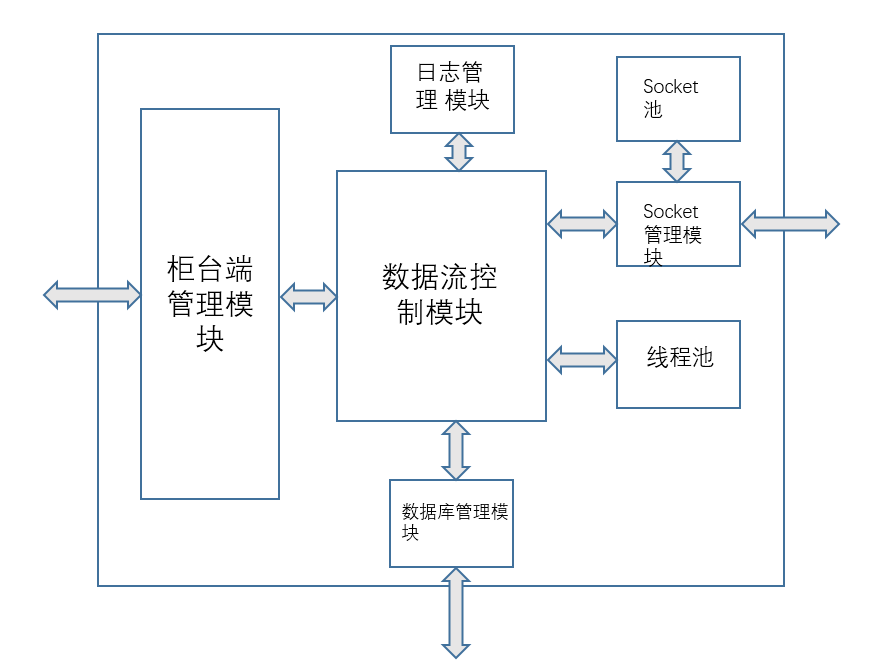 日志管
理 模块
Socket
池
柜台端
管理模
块
数据流控
制模块
Socket
管理模
块
线程池
数据库管理模
块